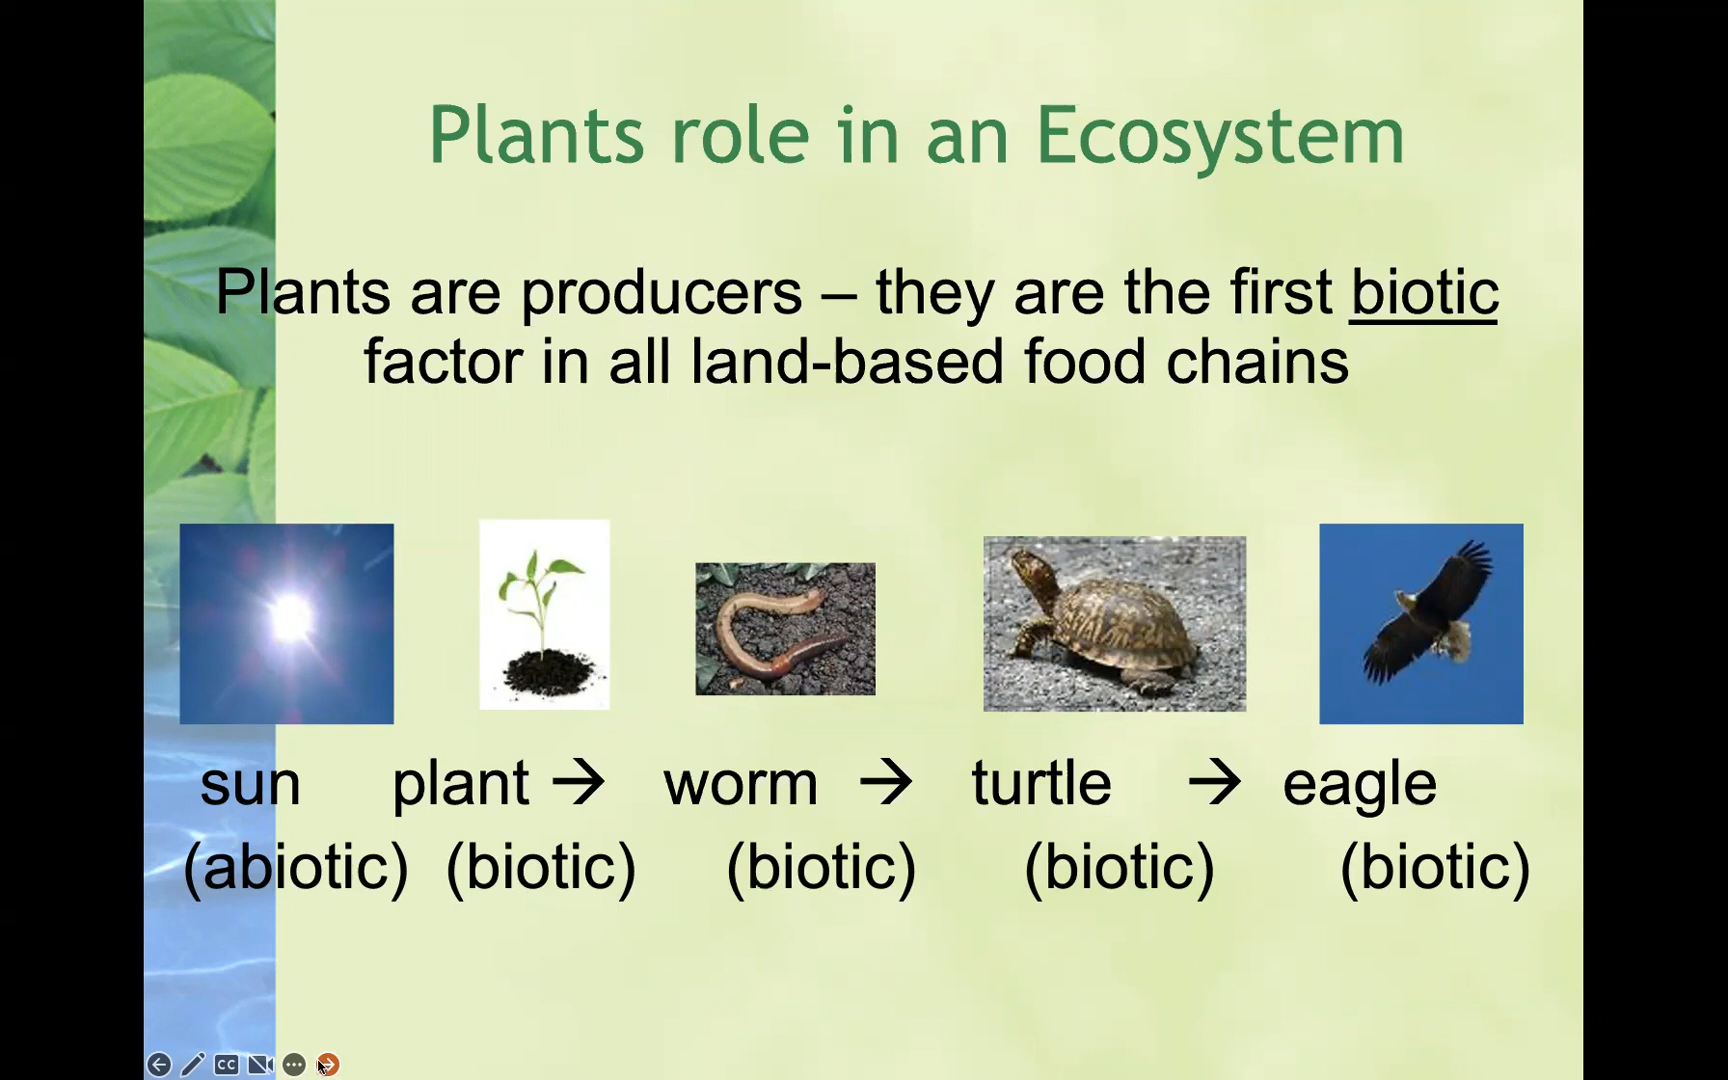 Plants role in an Ecosystem
Plants are producers – they are the first biotic
factor in all land-based food chains
sun plant → worm → turtle → eagle
(abiotic) (biotic) (biotic) (biotic) (biotic)
CC